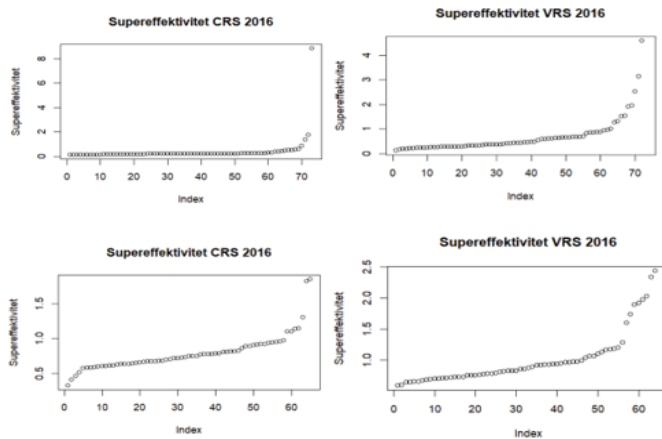 Supereffektivitet CRS 2016
Supereffektivitet
0 2 4 6 8
0 10 20 30 40 50 60 70
Index
Supereffektivitet VRS 2016
Supereffektivitet
0 1 2 3 4
0 10 20 30 40 50 60 70
Index
Supereffektivitet CRS 2016
Supereffektivitet
0.5 1.0 1.5
0 10 20 30 40 50 60
Index
Supereffektivitet VRS 2016
Supereffektivitet
1.0 1.5 2.0 2.5
0 10 20 30 40 50 60
Index